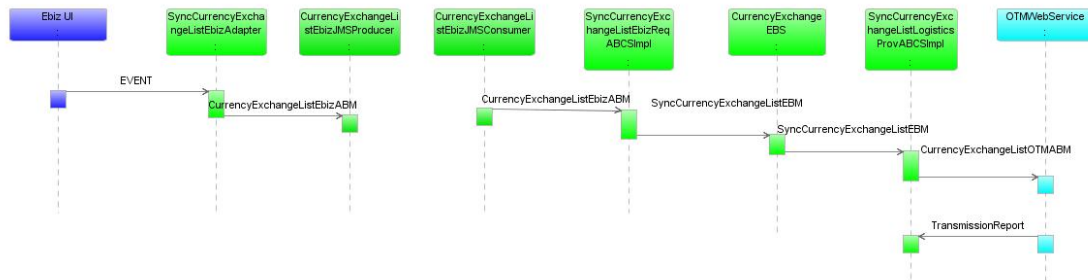 Ebiz UI
:
SyncCurrencyExcha
ngeListEbizAdapter
:
CurrencyExchangeLi
stEbizJMSProducer
:
CurrencyExchangeLi
stEbizJMSConsumer
:
SyncCurrencyExc
hangeListEbizReq
ABCSImpl
:
CurrencyExchange
EBS
:
SyncCurrencyExc
hangeListLogistics
ProvABCSImpl
:
OTMWebService
:
EVENT
CurrencyExchangeListEbizABM
CurrencyExchangeListEbizABM
SyncCurrencyExchangeListEBM
SyncCurrencyExchangeListEBM
CurrencyExchangeListOTMABM
TransmissionReport